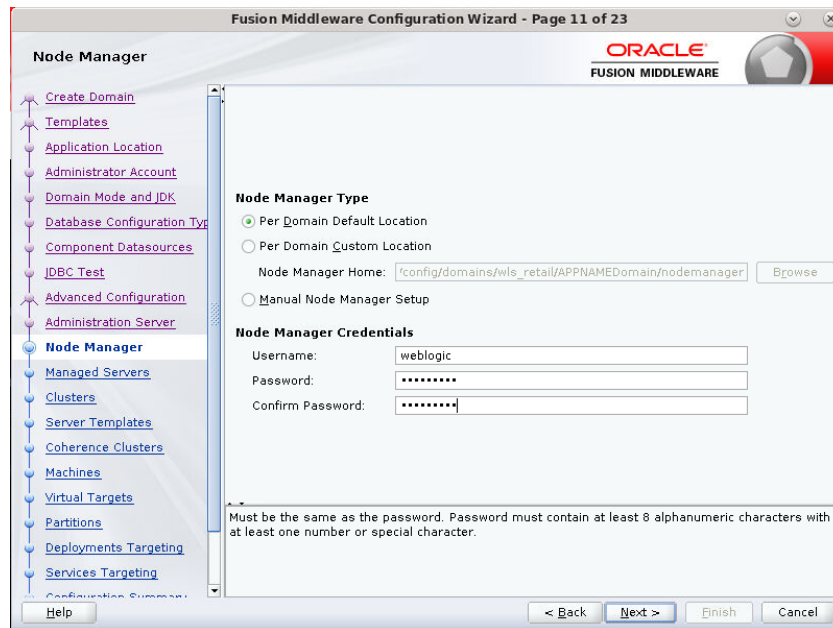 Fusion Middleware Configuration Wizard - Page 11 of 23
Node Manager
ORACLE
FUSION MIDDLEWARE
Create Domain
Templates
Application Location
Administrator Account
Domain Mode and JDK
Database Configuration Typ
Component Datasources
JDBC Test
Advanced Configuration
Administration Server
Node Manager
Managed Servers
Clusters
Server Templates
Coherence Clusters
Machines
Virtual Targets
Partitions
Deployments Targeting
Services Targeting
Configuration Summary
Node Manager Type
Per Domain Default Location
Per Domain Custom Location
Node Manager Home: 'config/domains/wls_retail/APPNAMEDomain/nodemanager Browse
Manual Node Manager Setup
Node Manager Credentials
Username: weblogic
Password: •••••••••
Confirm Password: •••••••••
Must be the same as the password. Password must contain at least 8 alphanumeric characters with
at least one number or special character.
Help < Back Next > Finish Cancel